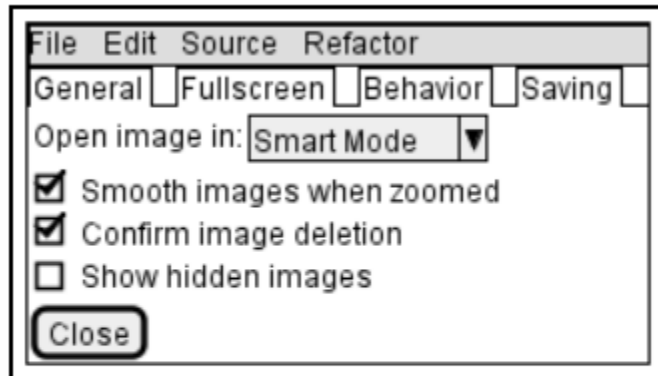 File Edit Source Refactor
General Fullscreen Behavior Saving
Open image in: Smart Mode
Smooth images when zoomed
Confirm image deletion
Show hidden images
Close